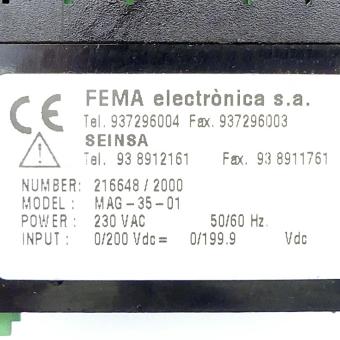 CE
FEMA electrònica s.a.
Tel. 937296004 Fax. 937296003
SEINSA
Tel. 93 8912161 Fax. 93 8911761
NUMBER: 216648 / 2000
MODEL : MAG-35-01
POWER : 230 VAC 50/60 Hz.
INPUT : 0/200 Vdc= 0/199.9 Vdc